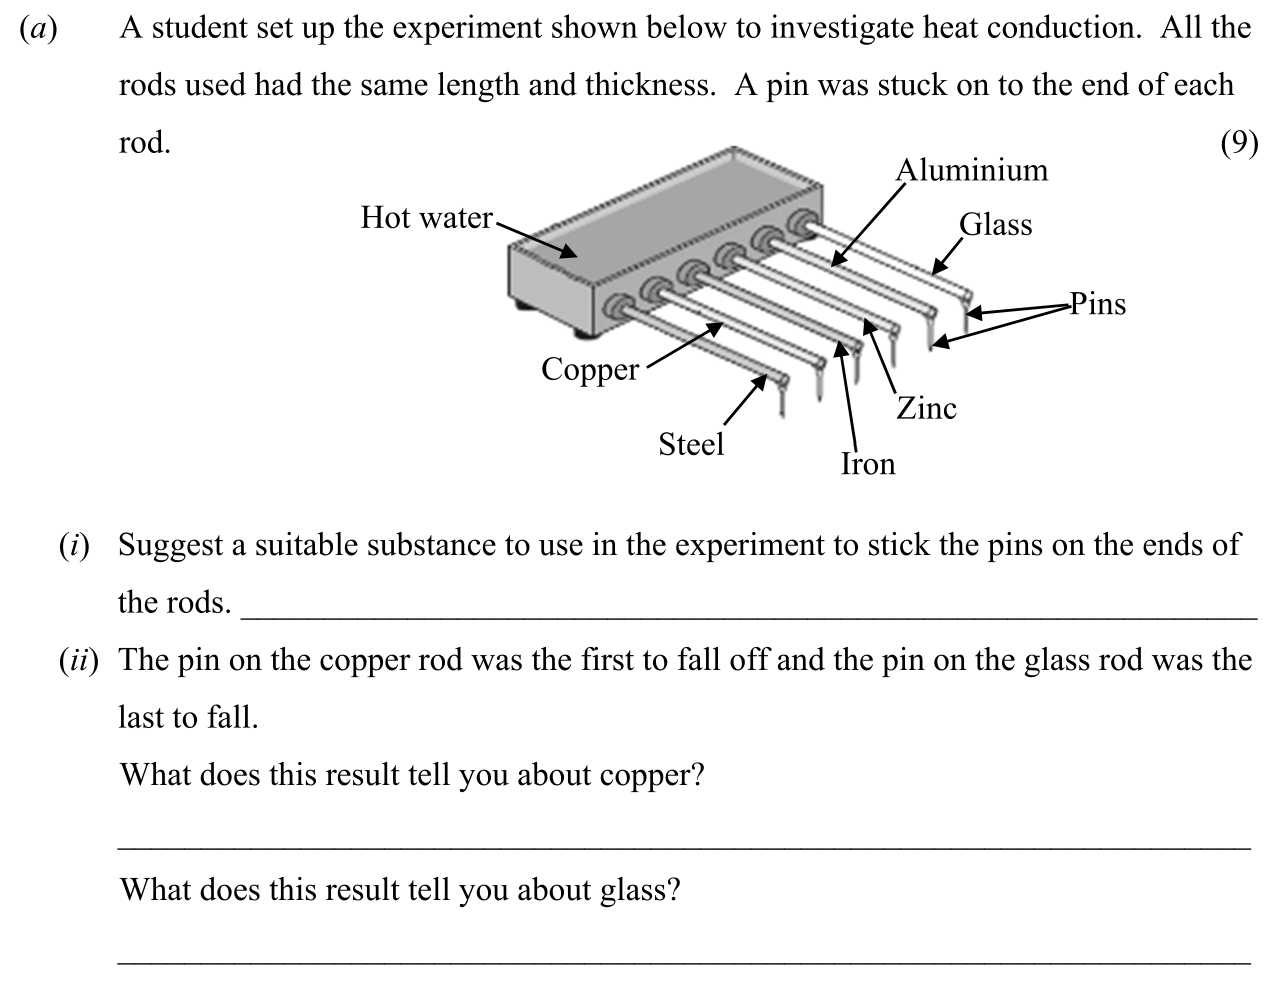 (a) A student set up the experiment shown below to investigate heat conduction. All the
rods used had the same length and thickness. A pin was stuck on to the end of each
rod. (9)
Aluminium
Hot water
Glass
Pins
Copper
Zinc
Steel
Iron
(i) Suggest a suitable substance to use in the experiment to stick the pins on the ends of
the rods.
(ii) The pin on the copper rod was the first to fall off and the pin on the glass rod was the
last to fall.
What does this result tell you about copper?
What does this result tell you about glass?